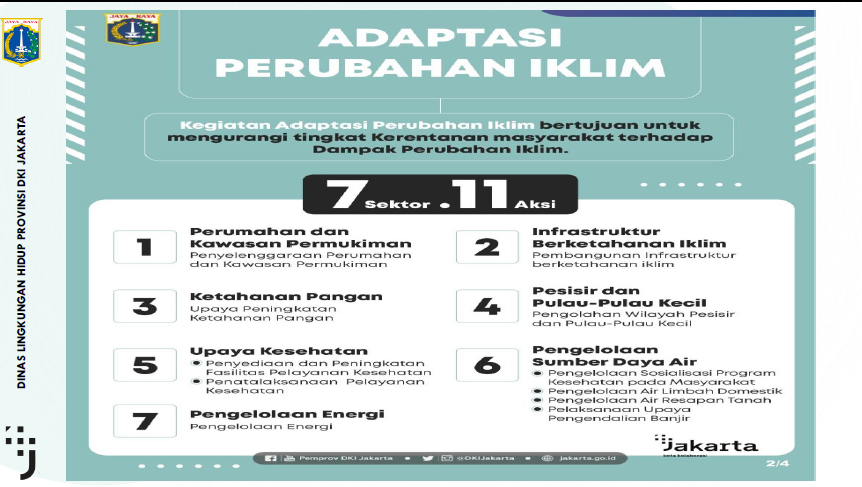 JAYA RAYA
DINAS LINGKUNGAN HIDUP PROVINSI DKI JAKARTA
JAYA RAYA
ADAPTASI
PERUBAHAN IKLIM
Kegiatan Adaptasi Perubahan Iklim bertujuan untuk
mengurangi tingkat Kerentanan masyarakat terhadap
Dampak Perubahan Iklim.
7 Sektor . 11 Aksi
1
Perumahan dan
Kawasan Permukiman
Penyelenggaraan Perumahan
dan Kawasan Permukiman
2
Infrastruktur
Berketahanan Iklim
Pembangunan Infrastruktur
berketahanan iklim
3
Ketahanan Pangan
Upaya Peningkatan
Ketahanan Pangan
4
Pesisir dan
Pulau-Pulau Kecil
Pengolahan Wilayah Pesisir
dan Pulau-Pulau Kecil
5
Upaya Kesehatan
Penyediaan dan Peningkatan
Fasilitas Pelayanan Kesehatan
Penatalaksanaan Pelayanan
Kesehatan
6
Pengelolaan
Sumber Daya Air
Pengelolaan Sosialisasi Program
Kesehatan pada Masyarakat
Pengelolaan Air Limbah Domestik
Pengelolaan Air Resapan Tanah
Pelaksanaan Upaya
Pengendalian Banjir
7
Pengelolaan Energi
Pengelolaan Energi
Jakarta
kota kolaborasi
Pemprov DKI Jakarta • @DKIJakarta • jakarta.go.id
2/4